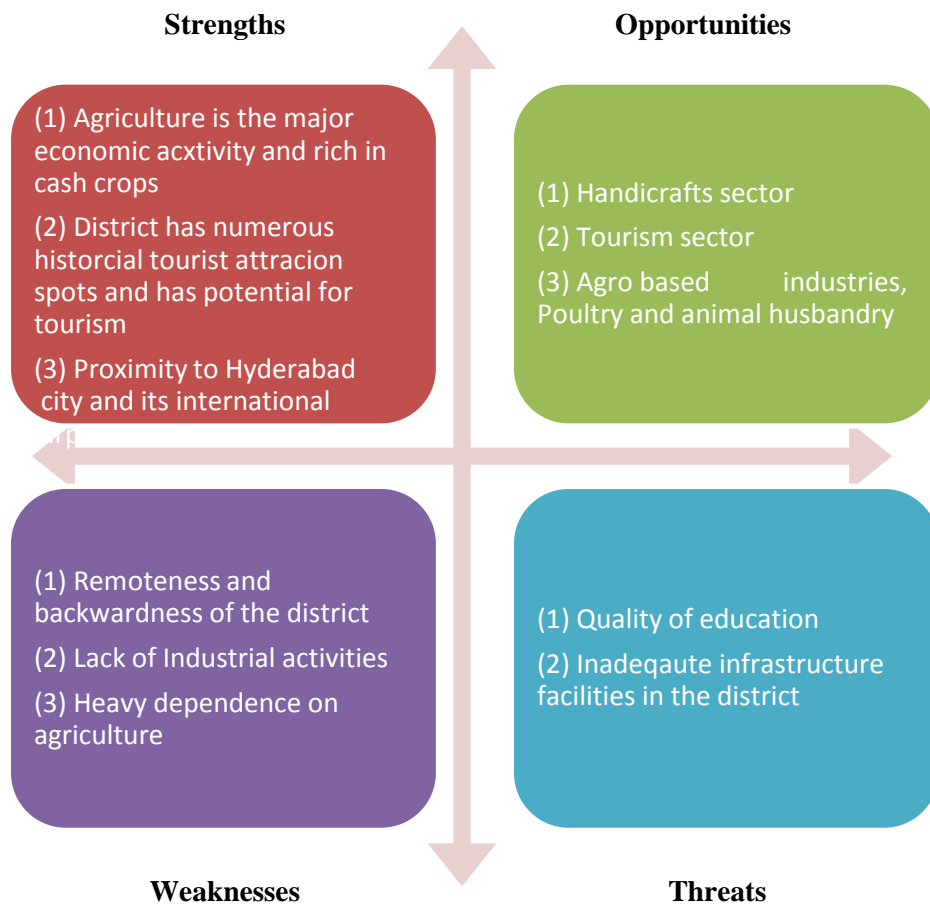 Strengths
Opportunities
(1) Agriculture is the major
economic acxtivity and rich in
cash crops
(2) District has numerous
historcial tourist attracion
spots and has potential for
tourism
(3) Proximity to Hyderabad
city and its international
(1) Handicrafts sector
(2) Tourism sector
(3) Agro based industries,
Poultry and animal husbandry
(1) Remoteness and
backwardness of the district
(2) Lack of Industrial activities
(3) Heavy dependence on
agriculture
(1) Quality of education
(2) Inadeqaute infrastructure
facilities in the district
Weaknesses
Threats